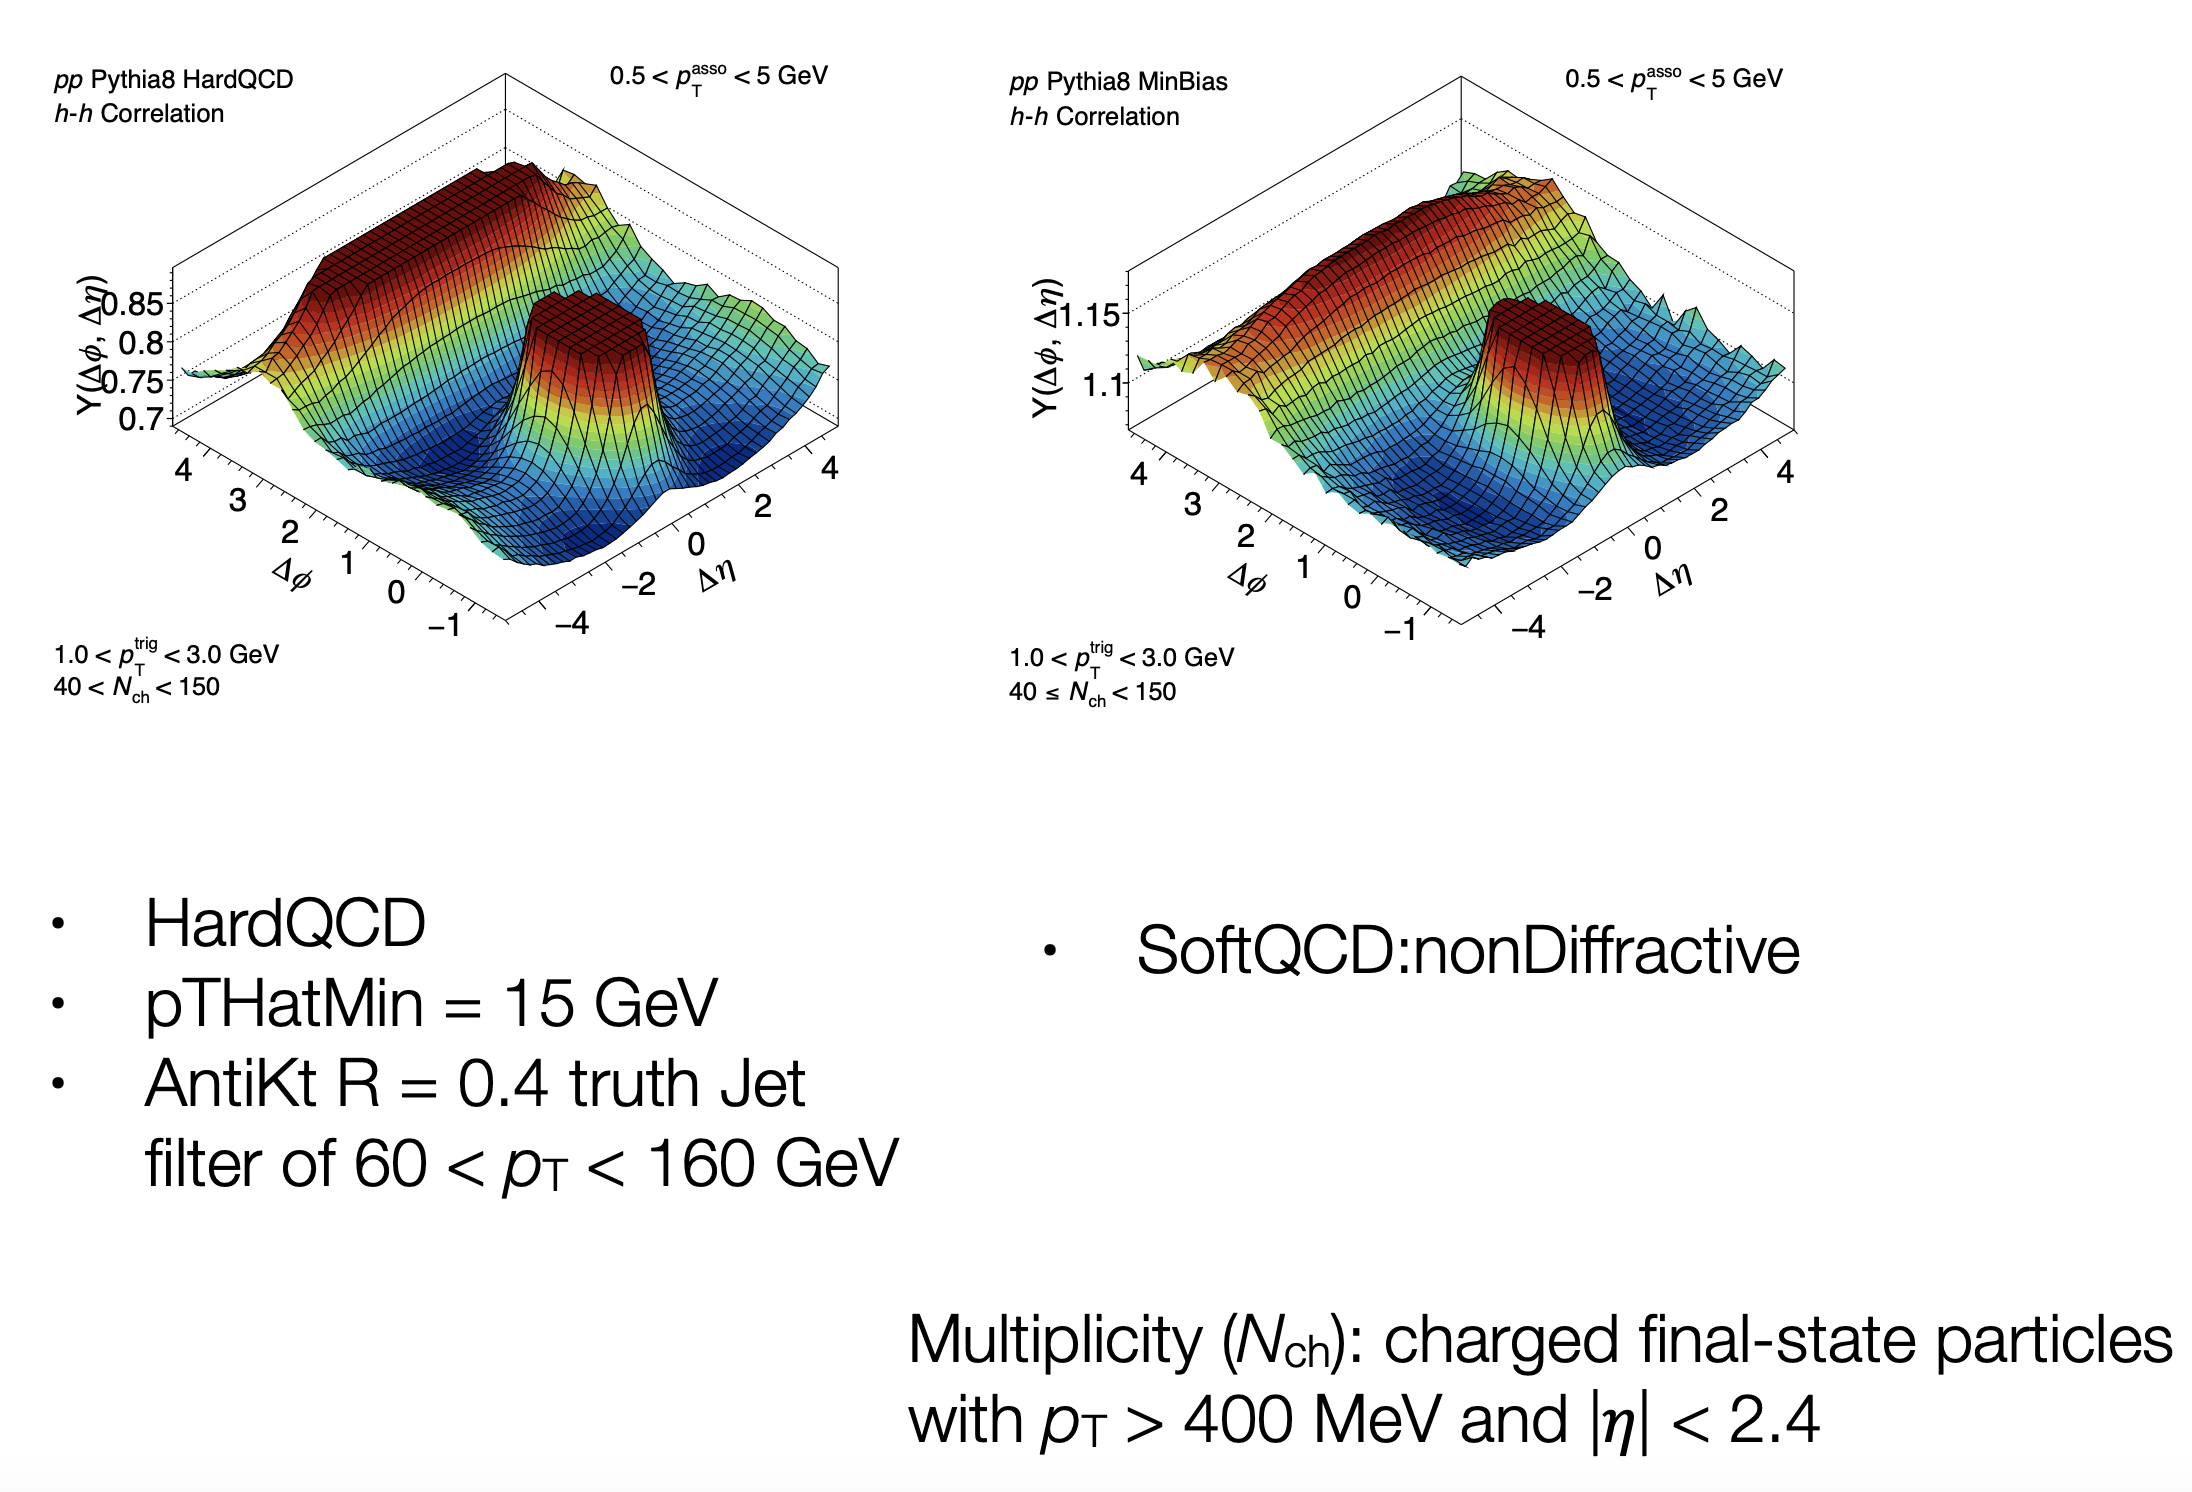 pp Pythia8 HardQCD
h-h Correlation
0.5 < p_T^asso < 5 GeV
Y(Δϕ, Δη)
0.85
0.8
0.75
0.7
4
3
2
1
0
−1
Δϕ
−4
−2
0
2
4
Δη
1.0 < p_T^trig < 3.0 GeV
40 < N_ch < 150
pp Pythia8 MinBias
h-h Correlation
0.5 < p_T^asso < 5 GeV
Y(Δϕ, Δη)
1.15
1.1
4
3
2
1
0
−1
Δϕ
−4
−2
0
2
4
Δη
1.0 < p_T^trig < 3.0 GeV
40 ≤ N_ch < 150
• HardQCD
• pTHatMin = 15 GeV
• AntiKt R = 0.4 truth Jet
filter of 60 < p_T < 160 GeV
• SoftQCD:nonDiffractive
Multiplicity (N_ch): charged final-state particles
with p_T > 400 MeV and |η| < 2.4